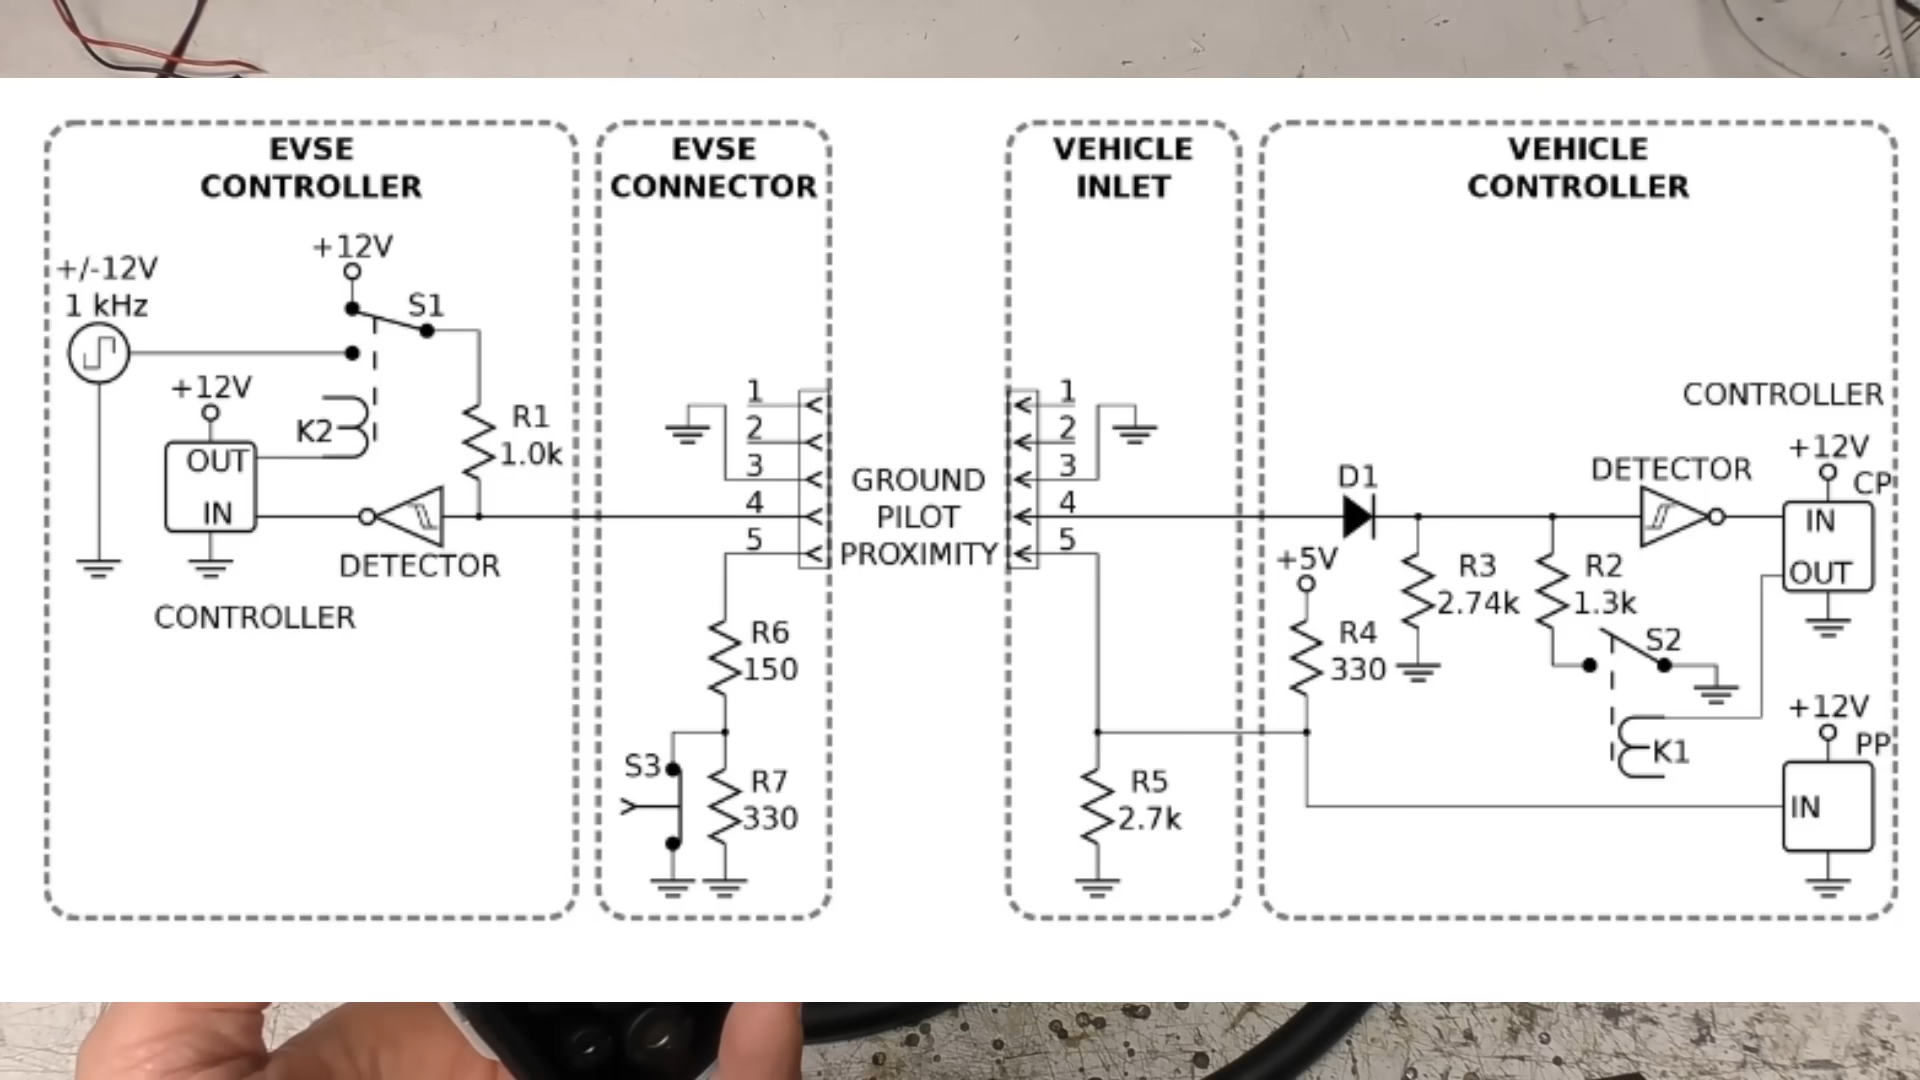 EVSE
CONTROLLER
+12V
+/-12V
1 kHz
S1
+12V
K2
R1
1.0k
OUT
IN
DETECTOR
CONTROLLER
EVSE
CONNECTOR
1
2
3
4
5
R6
150
S3
R7
330
GROUND
PILOT
PROXIMITY
VEHICLE
INLET
1
2
3
4
5
R5
2.7k
VEHICLE
CONTROLLER
CONTROLLER
+12V
DETECTOR
CP
D1
IN
+5V
R3
2.74k
R2
1.3k
OUT
R4
330
S2
+12V
PP
K1
IN